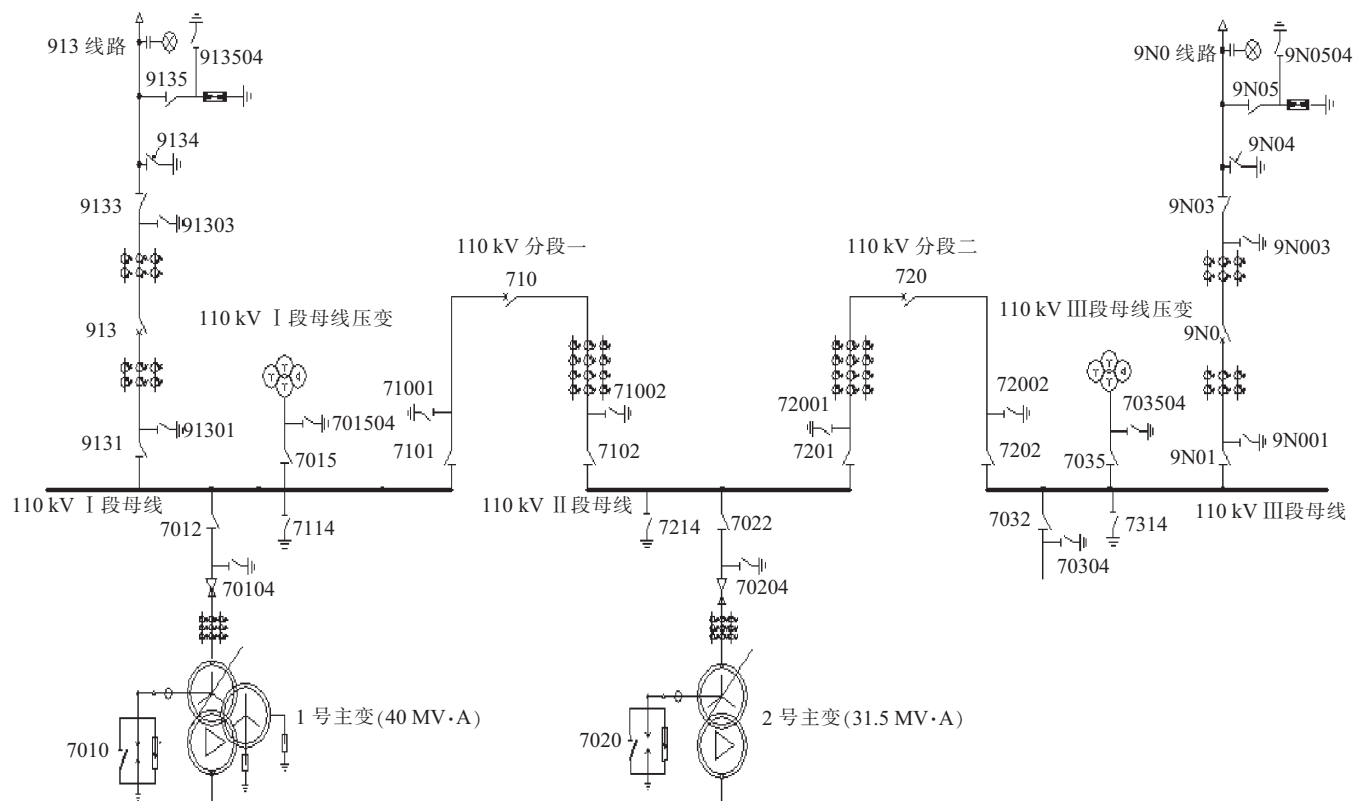 913 线路
913504
9135
9134
9133
91303
913
9131
91301
110 kV Ⅰ段母线压变
701504
7015
110 kV 分段一
710
71001
7101
71002
7102
110 kV 分段二
720
72001
7201
72002
7202
110 kV Ⅲ段母线压变
703504
7035
9N0 线路
9N0504
9N05
9N04
9N03
9N003
9N0
9N001
9N01
110 kV Ⅰ段母线
110 kV Ⅱ段母线
110 kV Ⅲ段母线
7012
7114
70104
7214
7022
70204
7032
7314
70304
1 号主变(40 MV·A)
7010
2 号主变(31.5 MV·A)
7020